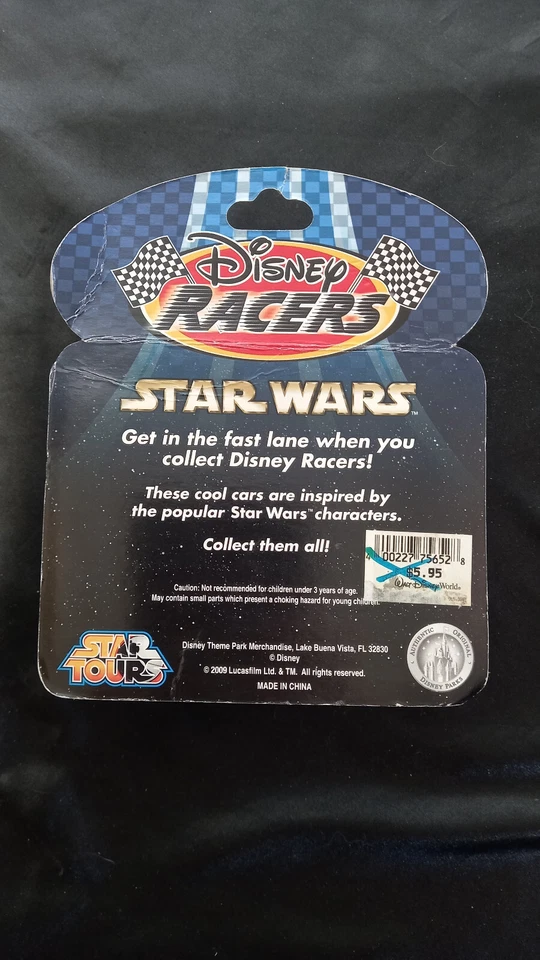 Disney
RACERS
STAR WARS™
Get in the fast lane when you
collect Disney Racers!
These cool cars are inspired by
the popular Star Wars™ characters.
Collect them all!
4 00227 75652 8
$5.95
Walt Disney World®
Caution: Not recommended for children under 3 years of age.
May contain small parts which present a choking hazard for young children.
STAR
TOURS
Disney Theme Park Merchandise, Lake Buena Vista, FL 32830
© Disney
© 2009 Lucasfilm Ltd. & TM. All rights reserved.
MADE IN CHINA
AUTHENTIC ORIGINAL
DISNEY PARKS